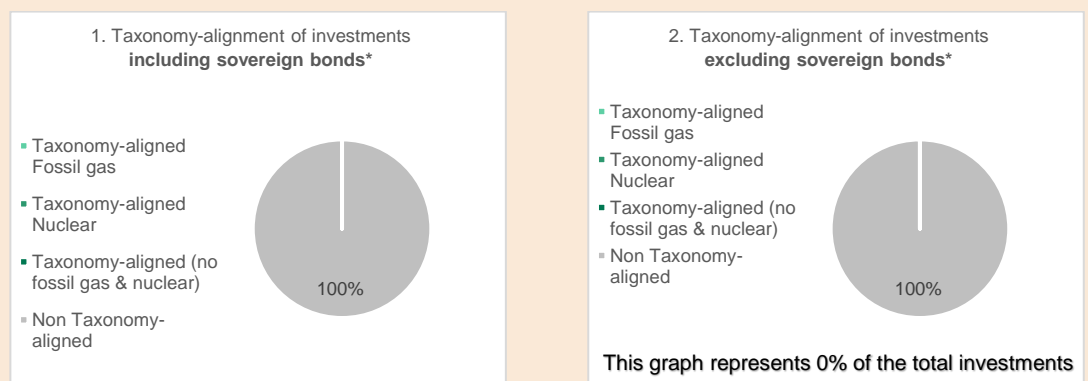 1. Taxonomy-alignment of investments
including sovereign bonds*
Taxonomy-aligned
Fossil gas
Taxonomy-aligned
Nuclear
Taxonomy-aligned (no
fossil gas & nuclear)
Non Taxonomy-
aligned
100%
2. Taxonomy-alignment of investments
excluding sovereign bonds*
Taxonomy-aligned
Fossil gas
Taxonomy-aligned
Nuclear
Taxonomy-aligned (no
fossil gas & nuclear)
Non Taxonomy-
aligned
100%
This graph represents 0% of the total investments